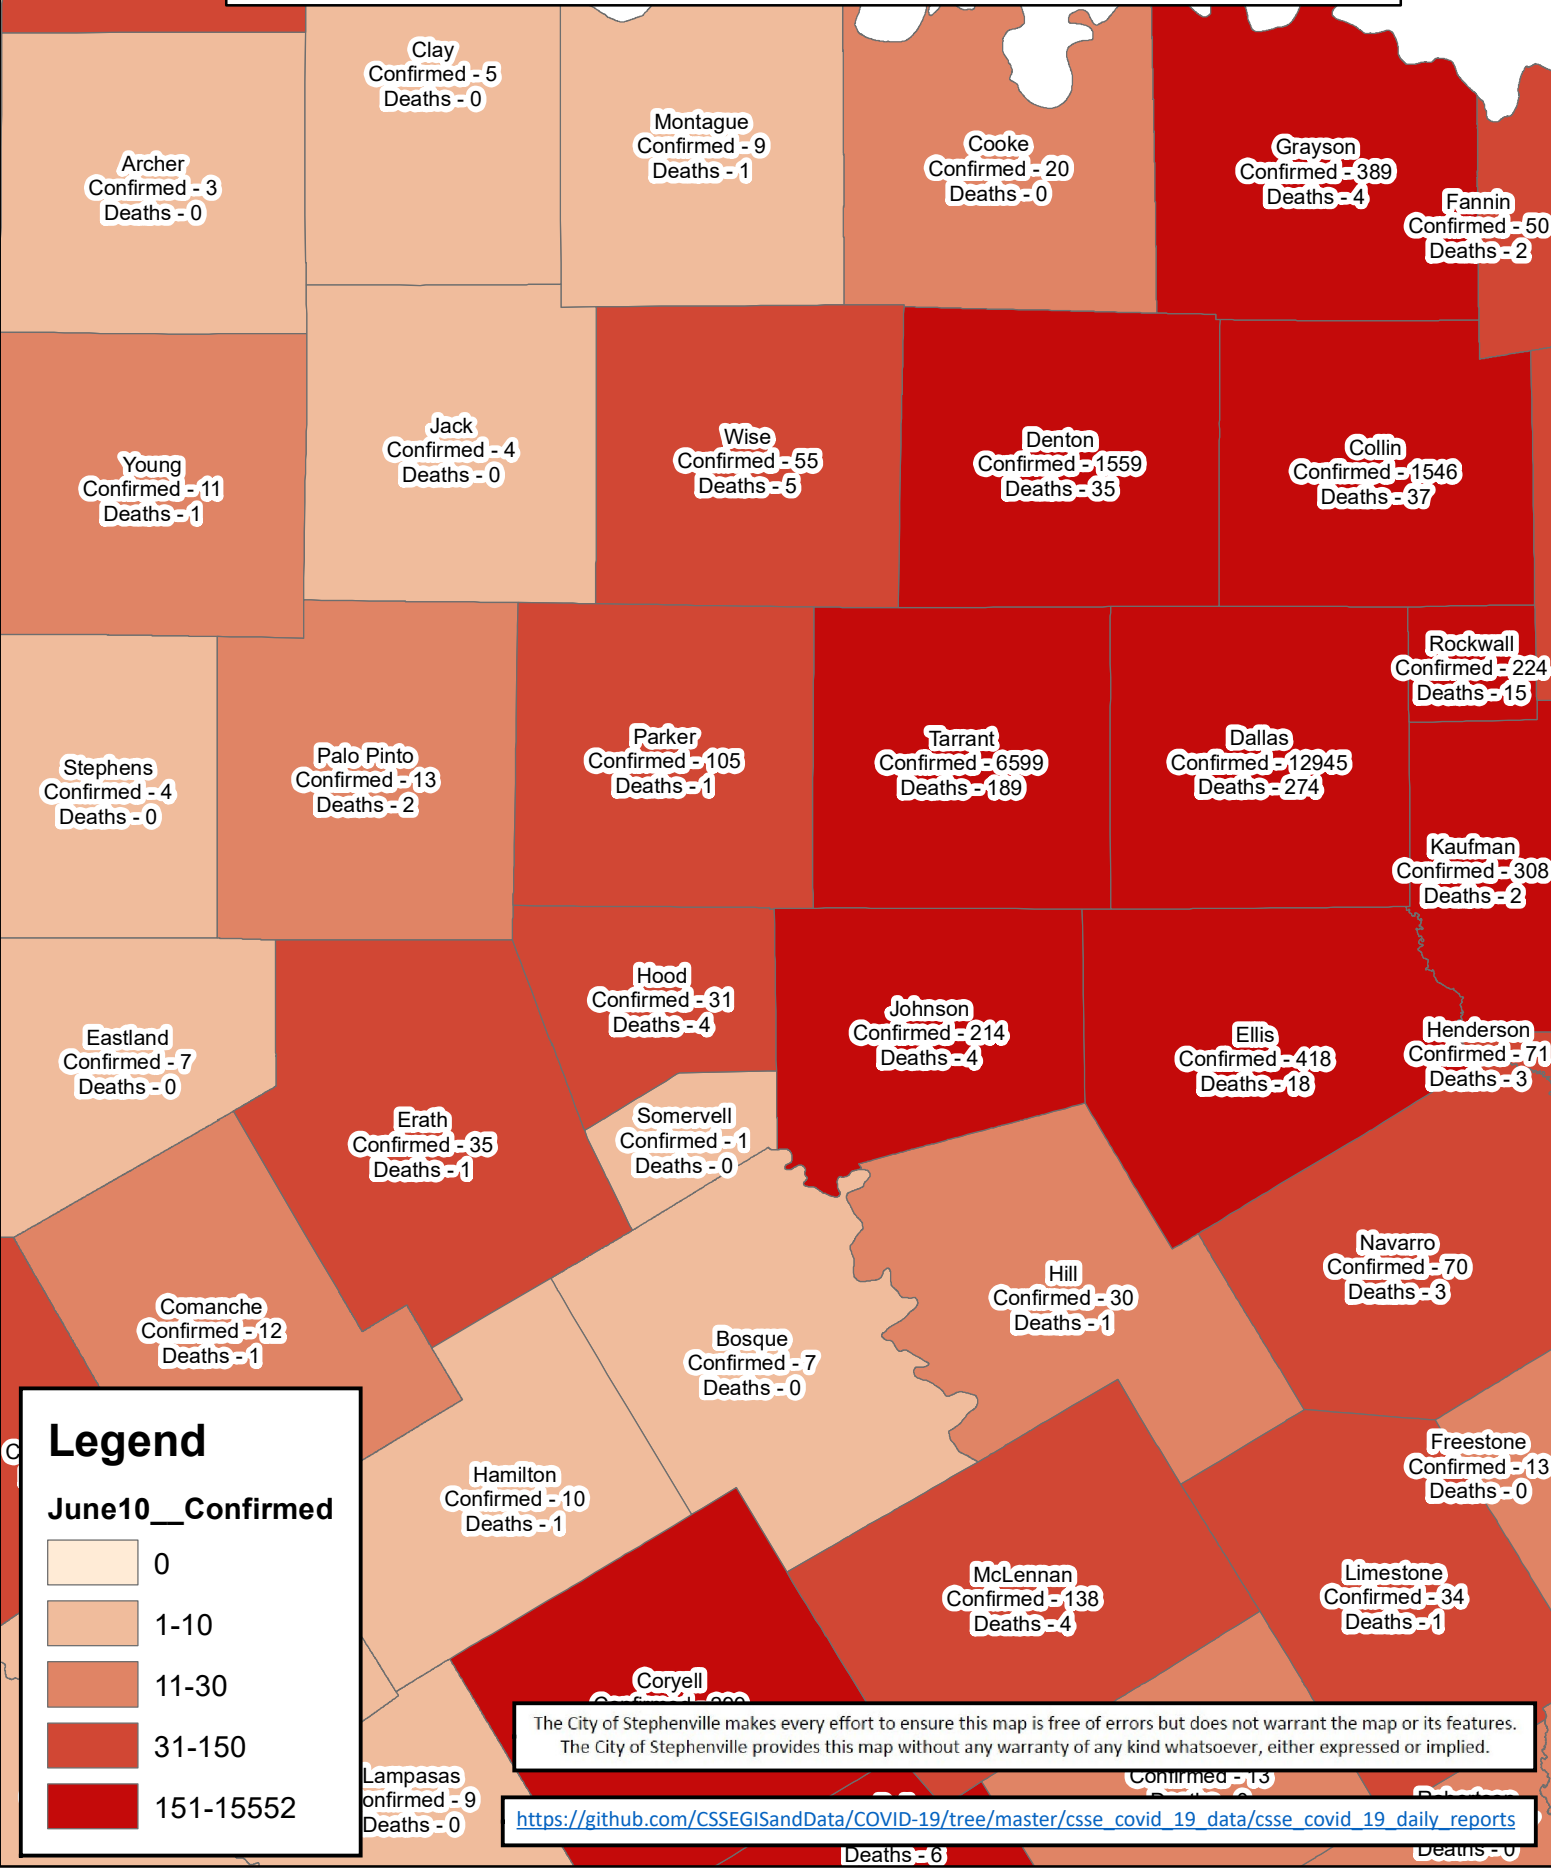 Clay
Confirmed - 5
Deaths - 0
Montague
Confirmed - 9
Deaths - 1
Cooke
Confirmed - 20
Deaths - 0
Grayson
Confirmed - 389
Deaths - 4
Archer
Confirmed - 3
Deaths - 0
Fannin
Confirmed - 50
Deaths - 2
Young
Confirmed - 11
Deaths - 1
Jack
Confirmed - 4
Deaths - 0
Wise
Confirmed - 55
Deaths - 5
Denton
Confirmed - 1559
Deaths - 35
Collin
Confirmed - 1546
Deaths - 37
Rockwall
Confirmed - 224
Deaths - 15
Stephens
Confirmed - 4
Deaths - 0
Palo Pinto
Confirmed - 13
Deaths - 2
Parker
Confirmed - 105
Deaths - 1
Tarrant
Confirmed - 6599
Deaths - 189
Dallas
Confirmed - 12945
Deaths - 274
Kaufman
Confirmed - 308
Deaths - 2
Eastland
Confirmed - 7
Deaths - 0
Hood
Confirmed - 31
Deaths - 4
Johnson
Confirmed - 214
Deaths - 4
Ellis
Confirmed - 418
Deaths - 18
Henderson
Confirmed - 71
Deaths - 3
Erath
Confirmed - 35
Deaths - 1
Somervell
Confirmed - 1
Deaths - 0
Comanche
Confirmed - 12
Deaths - 1
Bosque
Confirmed - 7
Deaths - 0
Hill
Confirmed - 30
Deaths - 1
Navarro
Confirmed - 70
Deaths - 3
Hamilton
Confirmed - 10
Deaths - 1
Freestone
Confirmed - 13
Deaths - 0
McLennan
Confirmed - 138
Deaths - 4
Limestone
Confirmed - 34
Deaths - 1
Coryell
Lampasas
onfirmed - 9
Deaths - 0
Confirmed - 13
Deaths - 6
Deaths - 0
C
Legend
June10__Confirmed
0
1-10
11-30
31-150
151-15552
The City of Stephenville makes every effort to ensure this map is free of errors but does not warrant the map or its features.
The City of Stephenville provides this map without any warranty of any kind whatsoever, either expressed or implied.
https://github.com/CSSEGISandData/COVID-19/tree/master/csse_covid_19_data/csse_covid_19_daily_reports